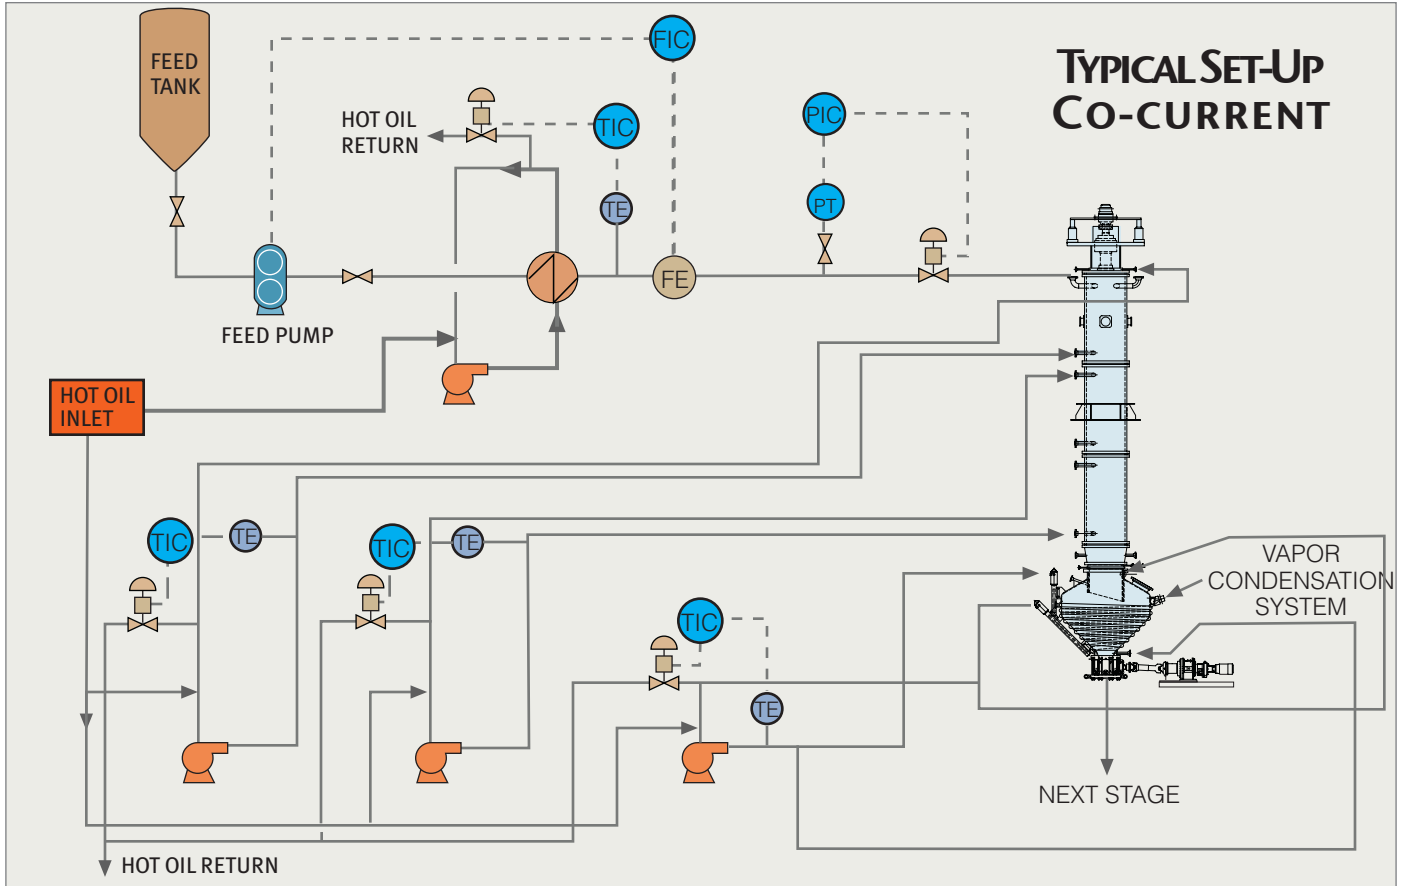 TYPICAL SET-UP
CO-CURRENT
FEED
TANK
FIC
HOT OIL
RETURN
TIC
PIC
TE
PT
FE
FEED PUMP
HOT OIL
INLET
TIC
TE
TIC
TE
VAPOR
CONDENSATION
SYSTEM
TIC
TE
NEXT STAGE
HOT OIL RETURN